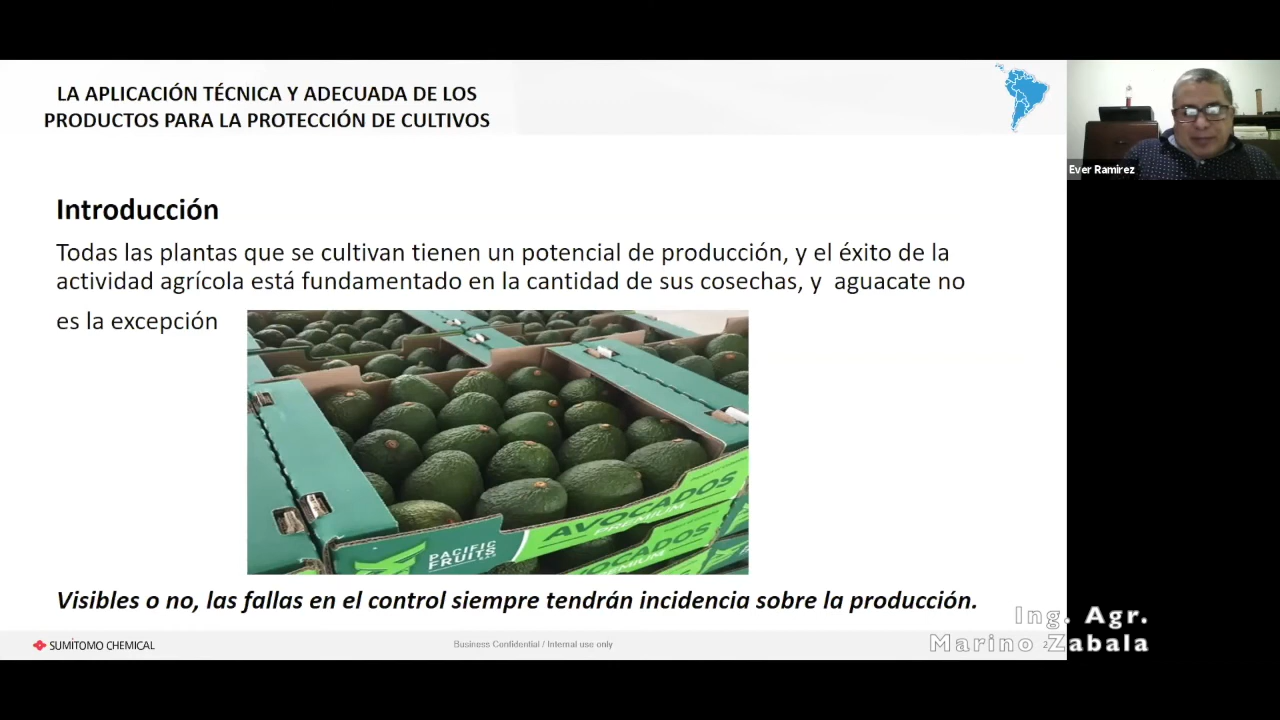 LA APLICACIÓN TÉCNICA Y ADECUADA DE LOS
PRODUCTOS PARA LA PROTECCIÓN DE CULTIVOS
Ever Ramirez
Introducción
Todas las plantas que se cultivan tienen un potencial de producción, y el éxito de la
actividad agrícola está fundamentado en la cantidad de sus cosechas, y aguacate no
es la excepción
AVOCADOS
PREMIUM
PACIFIC
FRUITS
AVOCADOS
Visibles o no, las fallas en el control siempre tendrán incidencia sobre la producción.
Ing. Agr.
Marino Zabala
SUMITOMO CHEMICAL
Business Confidential / Internal use only